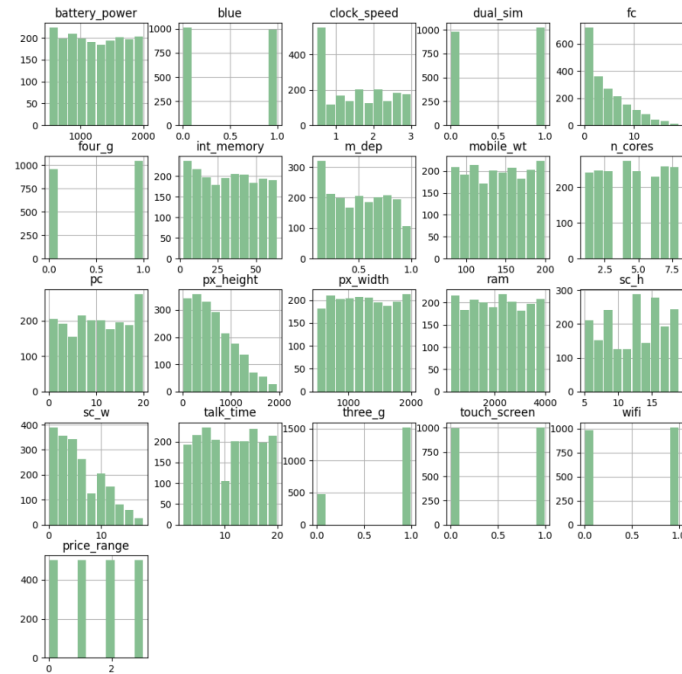 battery_power
200
150
100
50
0
1000 2000
blue
1000
750
500
250
0
0.0 0.5 1.0
clock_speed
400
200
0
1 2 3
dual_sim
1000
750
500
250
0
0.0 0.5 1.0
fc
600
400
200
0
0 10
four_g
1000
750
500
250
0
0.0 0.5 1.0
int_memory
200
150
100
50
0
0 20 40 60
m_dep
300
200
100
0
0.5 1.0
mobile_wt
200
150
100
50
0
100 150 200
n_cores
200
100
0
2.5 5.0 7.5
pc
200
100
0
0 10 20
px_height
300
200
100
0
0 1000 2000
px_width
200
150
100
50
0
1000 2000
ram
200
150
100
50
0
2000 4000
sc_h
300
200
100
0
5 10 15
sc_w
400
300
200
100
0
0 10
talk_time
200
150
100
50
0
10 20
three_g
1500
1000
500
0
0.0 0.5 1.0
touch_screen
1000
750
500
250
0
0.0 0.5 1.0
wifi
1000
750
500
250
0
0.0 0.5 1.0
price_range
400
200
0
0 2